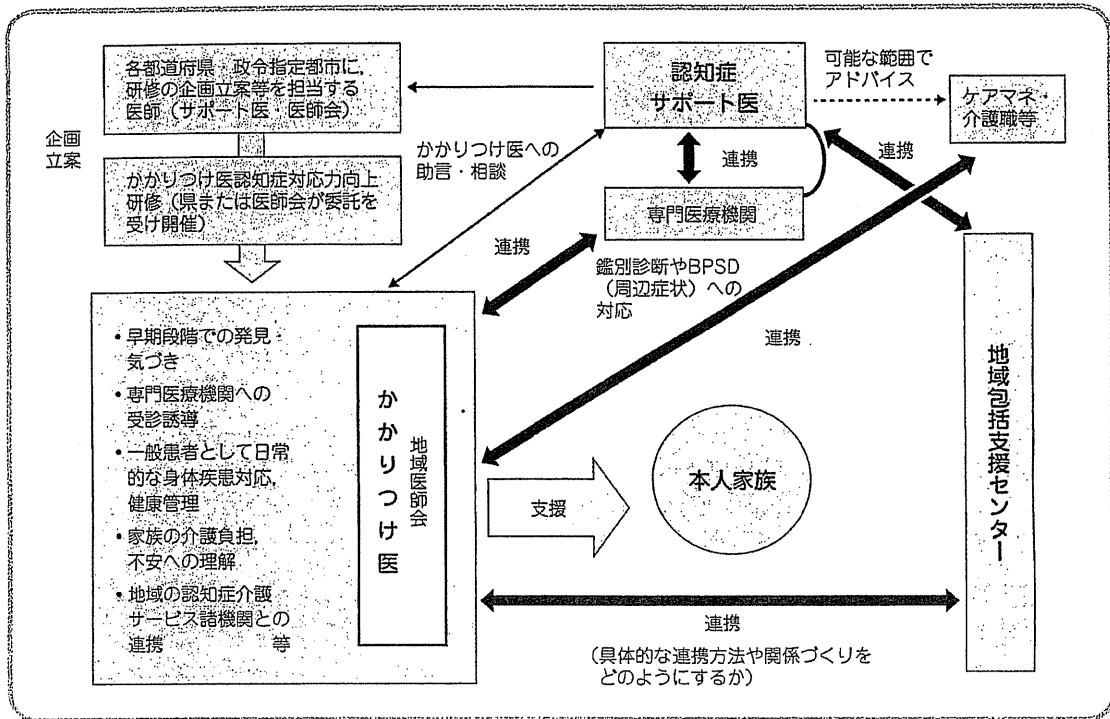 各都道府県・政令指定都市に,
研修の企画立案等を担当する
医師（サポート医・医師会）
企画
立案
かかりつけ医認知症対応力向上
研修（県または医師会が委託を
受け開催）
認知症
サポート医
可能な範囲で
アドバイス
ケアマネ・
介護職等
かかりつけ医への
助言・相談
連携
連携
専門医療機関
連携
鑑別診断やBPSD
（周辺症状）への
対応
連携
・早期段階での発見・
気づき
・専門医療機関への
受診誘導
・一般患者として日常
的な身体疾患対応,
健康管理
・家族の介護負担,
不安への理解
・地域の認知症介護
サービス諸機関との
連携 等
かかりつけ医
地域医師会
支援
本人家族
地域包括支援センター
連携
（具体的な連携方法や関係づくりを
どのようにするか）